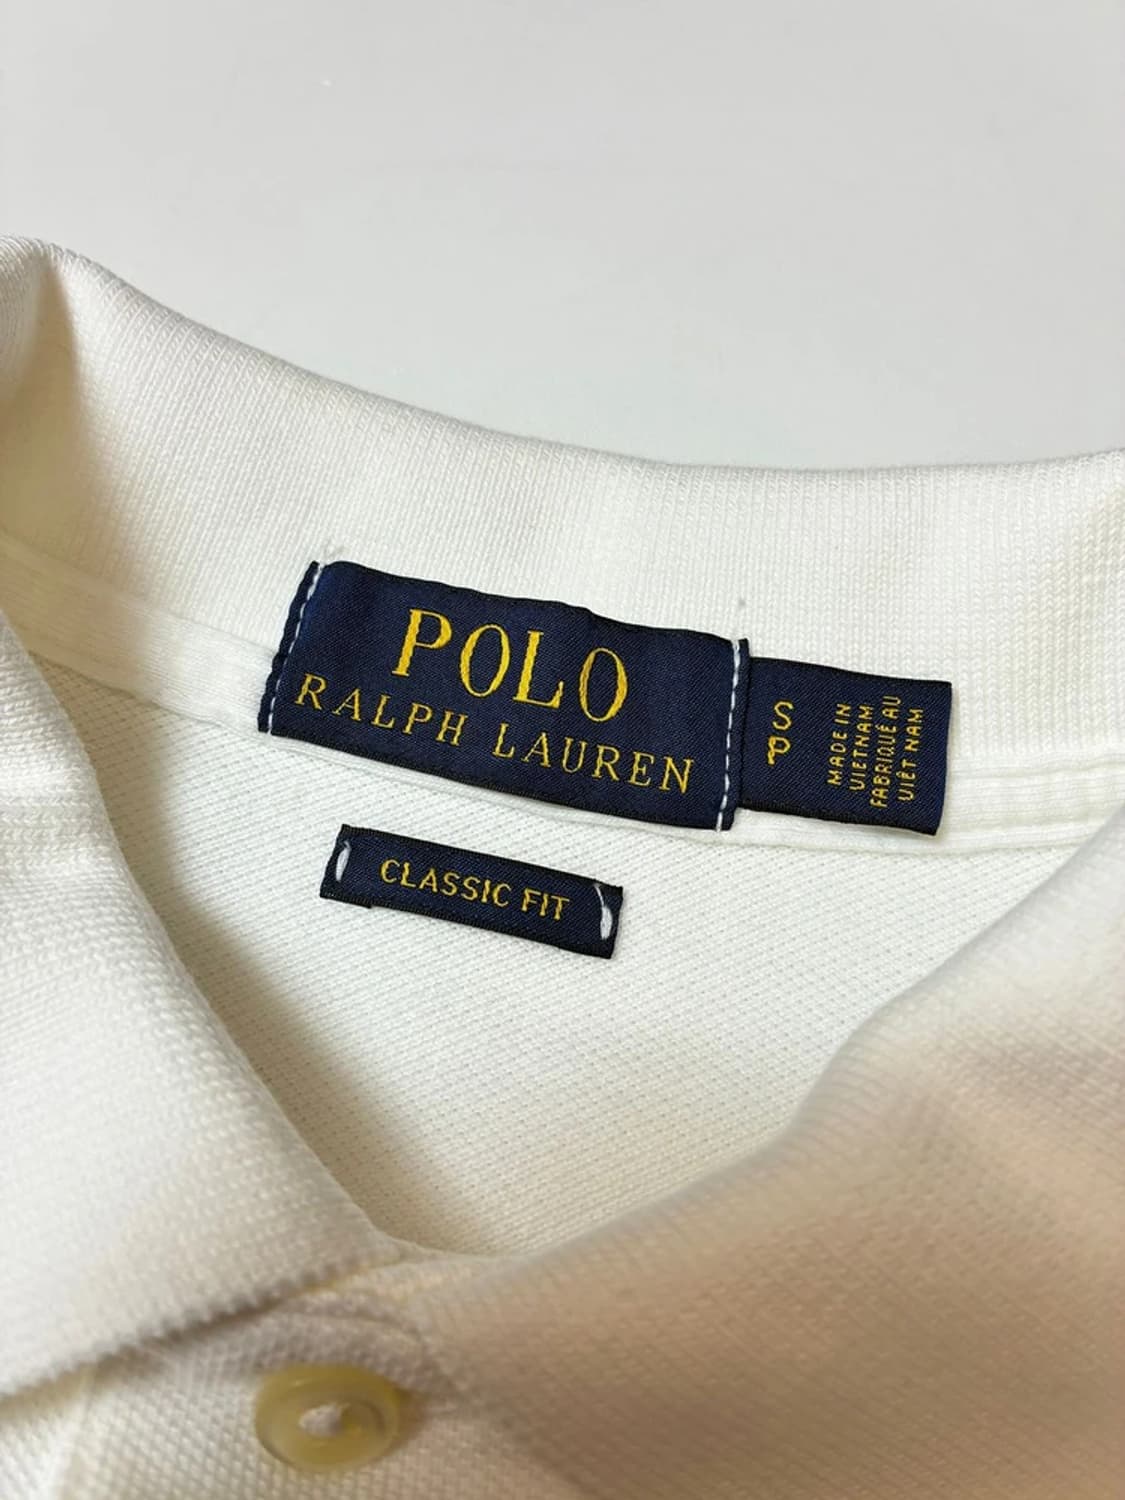 POLO
RALPH LAUREN
S
P
MADE IN
VIETNAM
FABRIQUÉ AU
VIÊT NAM
CLASSIC FIT